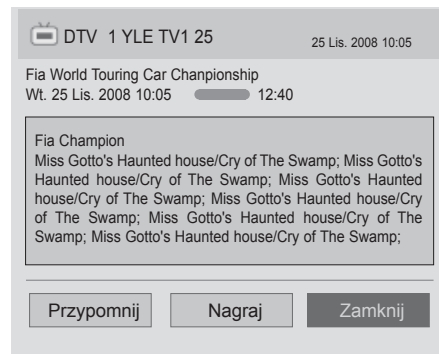 DTV 1 YLE TV1 25 25 Lis. 2008 10:05
Fia World Touring Car Chanpionship
Wt. 25 Lis. 2008 10:05 12:40
Fia Champion
Miss Gotto's Haunted house/Cry of The Swamp; Miss Gotto's
Haunted house/Cry of The Swamp; Miss Gotto's Haunted
house/Cry of The Swamp; Miss Gotto's Haunted house/Cry
of The Swamp; Miss Gotto's Haunted house/Cry of The
Swamp; Miss Gotto's Haunted house/Cry of The Swamp;
Przypomnij Nagraj Zamknij